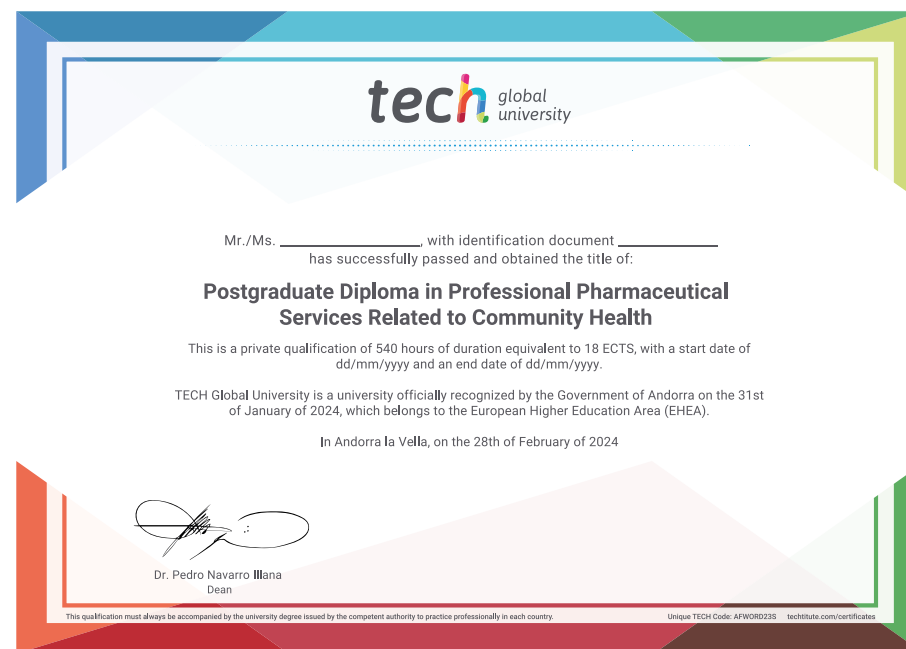 tech global university
Mr./Ms. ____________________, with identification document ______________
has successfully passed and obtained the title of:
Postgraduate Diploma in Professional Pharmaceutical
Services Related to Community Health
This is a private qualification of 540 hours of duration equivalent to 18 ECTS, with a start date of
dd/mm/yyyy and an end date of dd/mm/yyyy.
TECH Global University is a university officially recognized by the Government of Andorra on the 31st
of January of 2024, which belongs to the European Higher Education Area (EHEA).
In Andorra la Vella, on the 28th of February of 2024
Dr. Pedro Navarro Illana
Dean
This qualification must always be accompanied by the university degree issued by the competent authority to practice professionally in each country.
Unique TECH Code: AFWORD23S techtitute.com/certificates